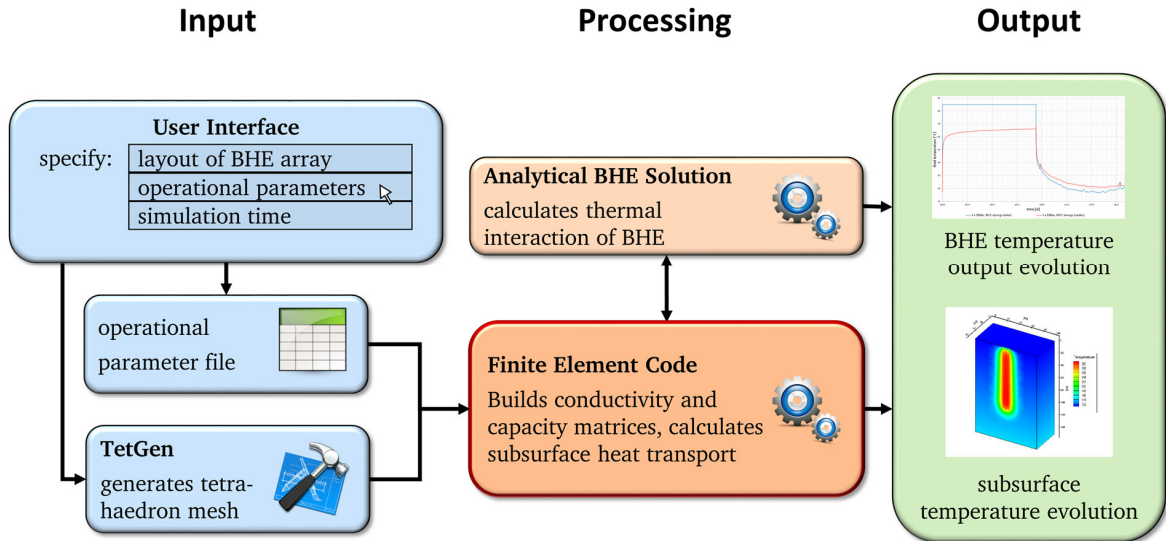 Input
Processing
Output
User Interface
specify:
layout of BHE array
operational parameters
simulation time
operational
parameter file
TetGen
generates tetra-
haedron mesh
Analytical BHE Solution
calculates thermal
interaction of BHE
Finite Element Code
Builds conductivity and
capacity matrices, calculates
subsurface heat transport
BHE temperature
output evolution
Temperature
subsurface
temperature evolution